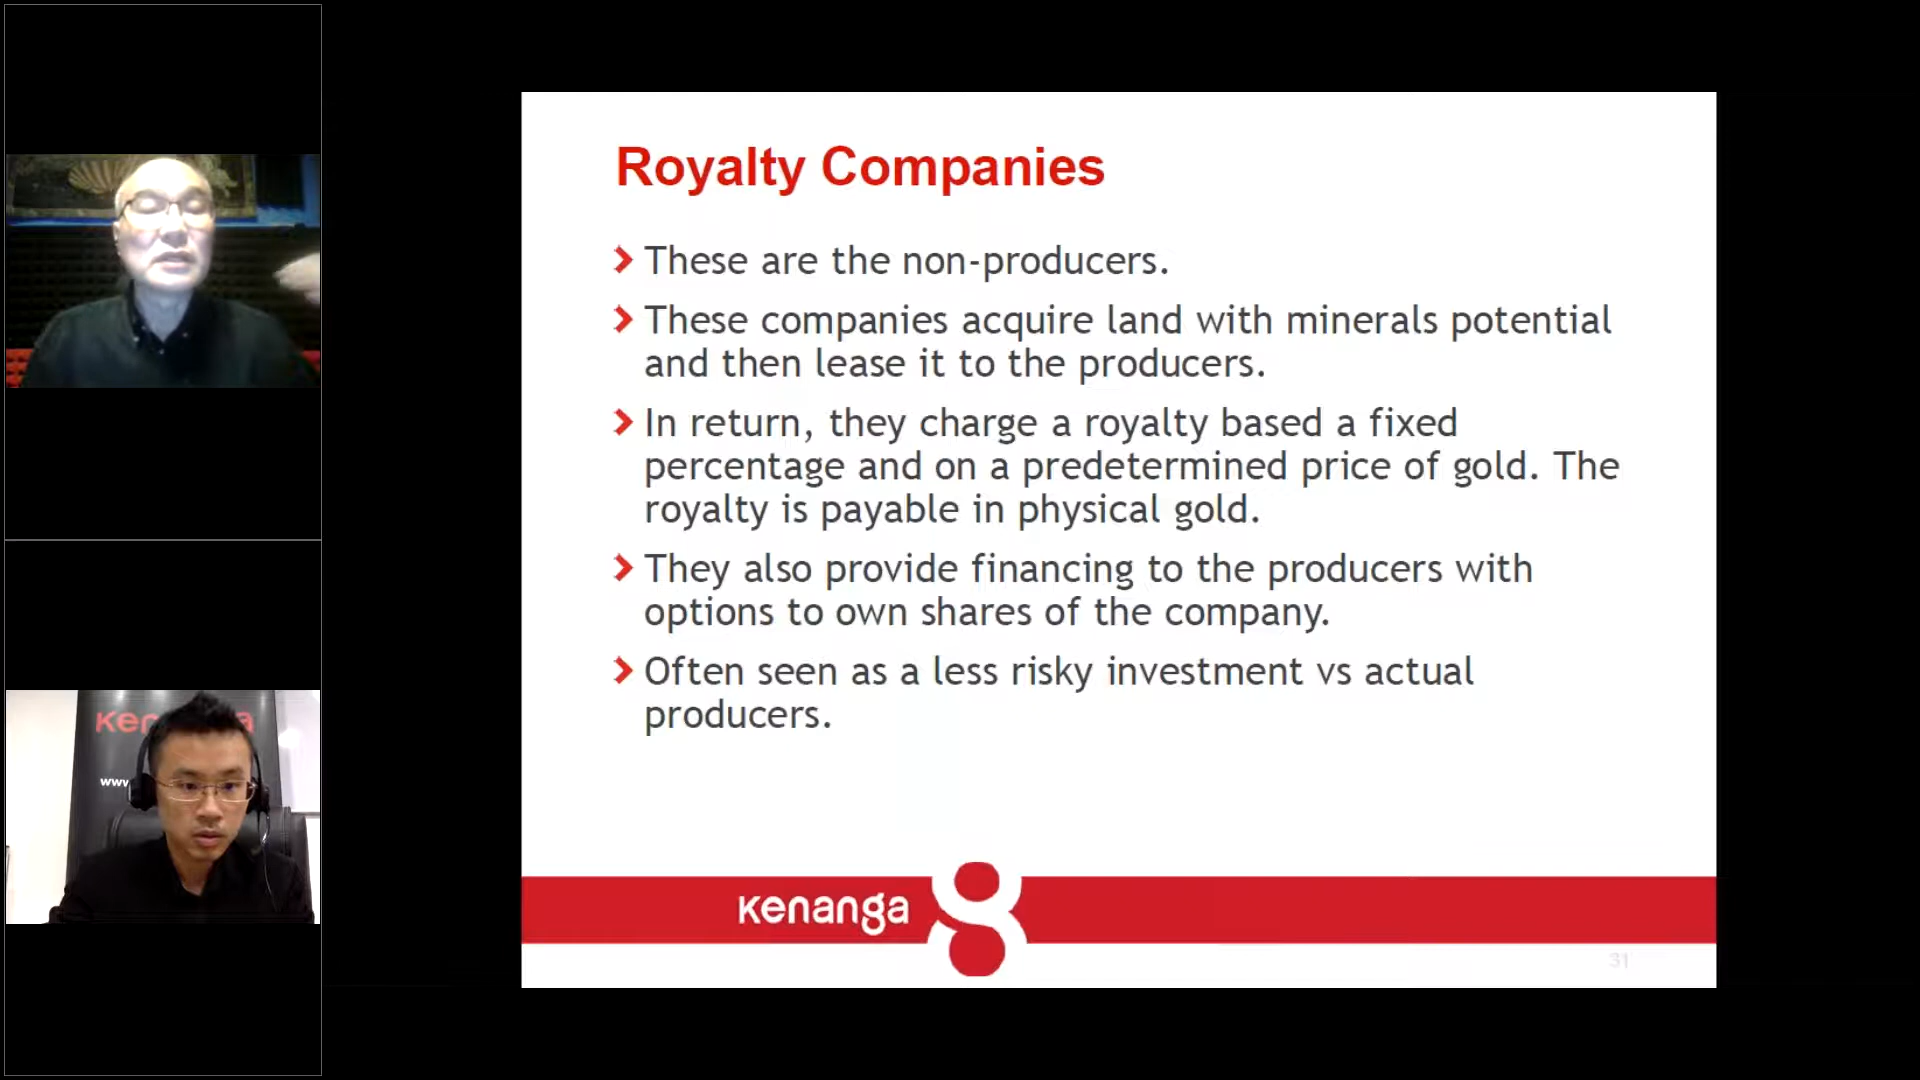 Royalty Companies
These are the non-producers.
These companies acquire land with minerals potential
and then lease it to the producers.
In return, they charge a royalty based a fixed
percentage and on a predetermined price of gold. The
royalty is payable in physical gold.
They also provide financing to the producers with
options to own shares of the company.
Often seen as a less risky investment vs actual
producers.
kenanga
31
www